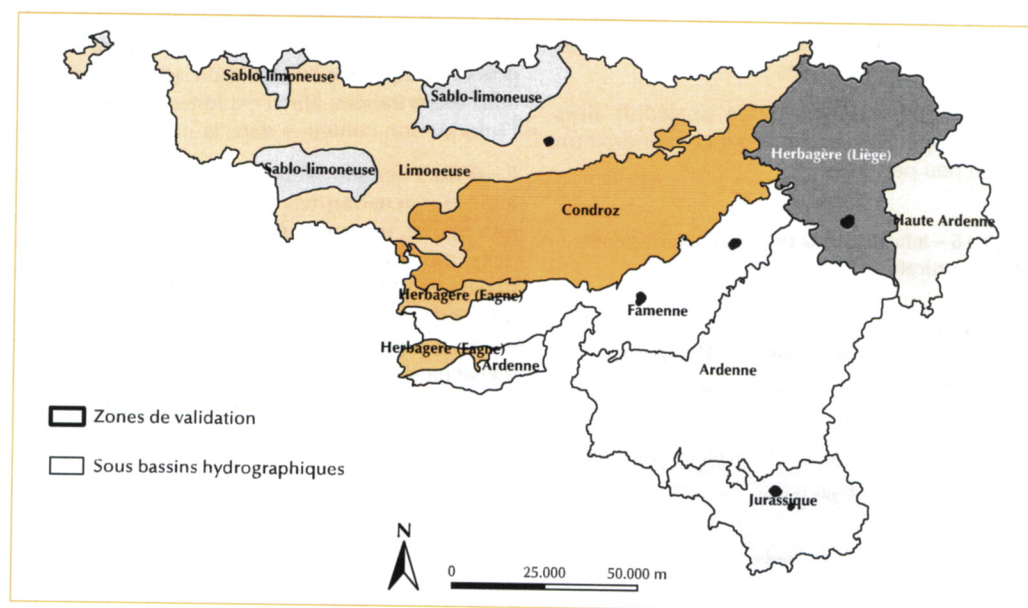 Sablo-limoneuse
Sablo-limoneuse
Sablo-limoneuse
Limoneuse
Herbagère (Liège)
Condroz
Haute Ardenne
Herbagère (Fagne)
Famenne
Herbagère (Fagne)
Ardenne
Ardenne
Zones de validation
Sous bassins hydrographiques
Jurassique
N
0 25.000 50.000 m